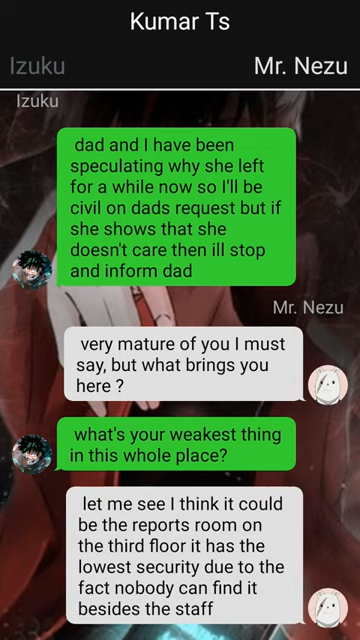 Kumar Ts
Izuku
Mr. Nezu
Izuku
dad and I have been
speculating why she left
for a while now so I'll be
civil on dads request but if
she shows that she
doesn't care then ill stop
and inform dad
Mr. Nezu
very mature of you I must
say, but what brings you
here ?
what's your weakest thing
in this whole place?
let me see I think it could
be the reports room on
the third floor it has the
lowest security due to the
fact nobody can find it
besides the staff